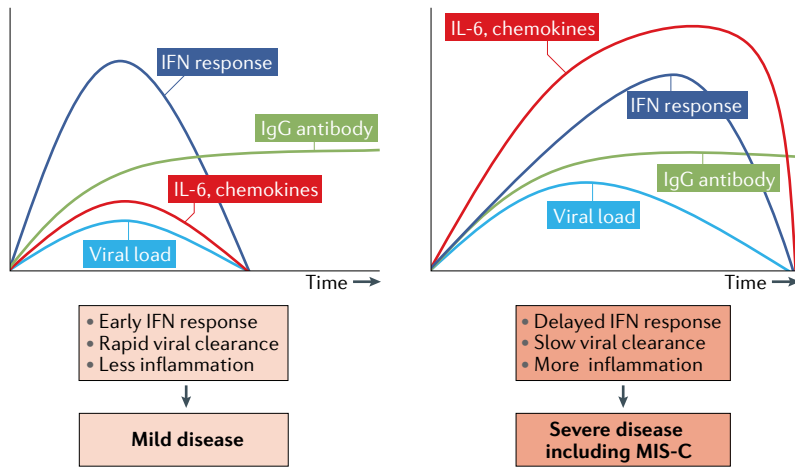 IFN response
IgG antibody
IL-6, chemokines
Viral load
Time
• Early IFN response
• Rapid viral clearance
• Less inflammation
Mild disease
IL-6, chemokines
IFN response
IgG antibody
Viral load
Time
• Delayed IFN response
• Slow viral clearance
• More inflammation
Severe disease
including MIS-C